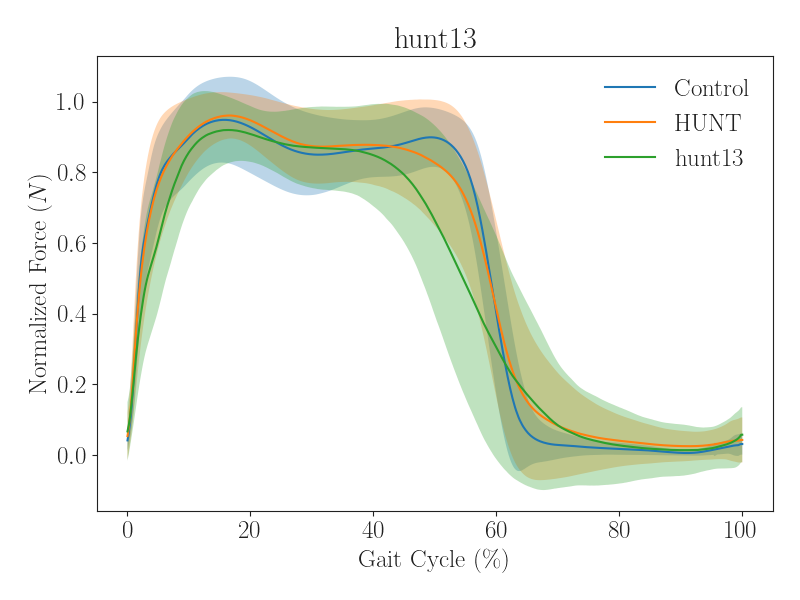 hunt13
Normalized Force (N)
1.0
0.8
0.6
0.4
0.2
0.0
Control
HUNT
hunt13
0 20 40 60 80 100
Gait Cycle (%)